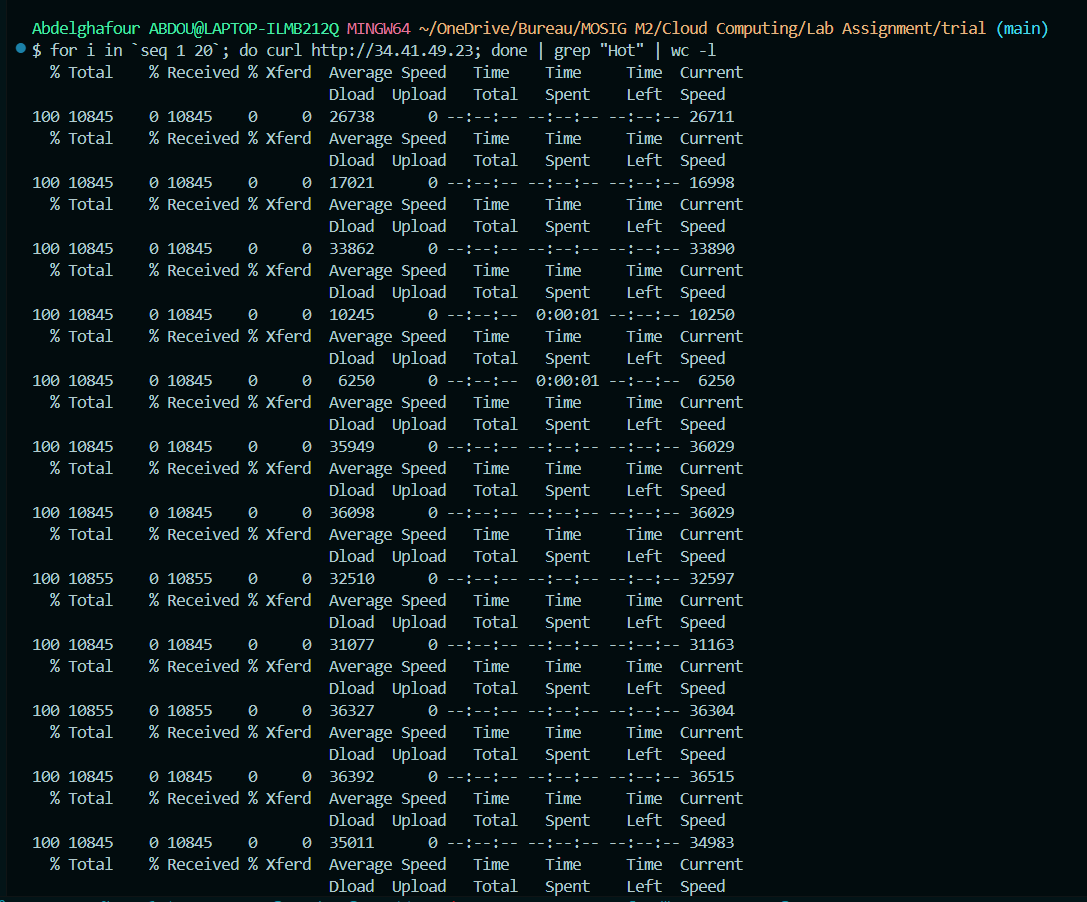 Abdelghafour ABDOU@LAPTOP-ILMB212Q MINGW64 ~/OneDrive/Bureau/MOSIG M2/Cloud Computing/Lab Assignment/trial (main)
$ for i in `seq 1 20`; do curl http://34.41.49.23; done | grep "Hot" | wc -l
  % Total    % Received % Xferd  Average Speed   Time    Time     Time  Current
                                 Dload  Upload   Total   Spent    Left  Speed
100 10845    0 10845    0     0  26738      0 --:--:-- --:--:-- --:--:-- 26711
  % Total    % Received % Xferd  Average Speed   Time    Time     Time  Current
                                 Dload  Upload   Total   Spent    Left  Speed
100 10845    0 10845    0     0  17021      0 --:--:-- --:--:-- --:--:-- 16998
  % Total    % Received % Xferd  Average Speed   Time    Time     Time  Current
                                 Dload  Upload   Total   Spent    Left  Speed
100 10845    0 10845    0     0  33862      0 --:--:-- --:--:-- --:--:-- 33890
  % Total    % Received % Xferd  Average Speed   Time    Time     Time  Current
                                 Dload  Upload   Total   Spent    Left  Speed
100 10845    0 10845    0     0  10245      0 --:--:--  0:00:01 --:--:-- 10250
  % Total    % Received % Xferd  Average Speed   Time    Time     Time  Current
                                 Dload  Upload   Total   Spent    Left  Speed
100 10845    0 10845    0     0   6250      0 --:--:--  0:00:01 --:--:--  6250
  % Total    % Received % Xferd  Average Speed   Time    Time     Time  Current
                                 Dload  Upload   Total   Spent    Left  Speed
100 10845    0 10845    0     0  35949      0 --:--:-- --:--:-- --:--:-- 36029
  % Total    % Received % Xferd  Average Speed   Time    Time     Time  Current
                                 Dload  Upload   Total   Spent    Left  Speed
100 10845    0 10845    0     0  36098      0 --:--:-- --:--:-- --:--:-- 36029
  % Total    % Received % Xferd  Average Speed   Time    Time     Time  Current
                                 Dload  Upload   Total   Spent    Left  Speed
100 10855    0 10855    0     0  32510      0 --:--:-- --:--:-- --:--:-- 32597
  % Total    % Received % Xferd  Average Speed   Time    Time     Time  Current
                                 Dload  Upload   Total   Spent    Left  Speed
100 10845    0 10845    0     0  31077      0 --:--:-- --:--:-- --:--:-- 31163
  % Total    % Received % Xferd  Average Speed   Time    Time     Time  Current
                                 Dload  Upload   Total   Spent    Left  Speed
100 10855    0 10855    0     0  36327      0 --:--:-- --:--:-- --:--:-- 36304
  % Total    % Received % Xferd  Average Speed   Time    Time     Time  Current
                                 Dload  Upload   Total   Spent    Left  Speed
100 10845    0 10845    0     0  36392      0 --:--:-- --:--:-- --:--:-- 36515
  % Total    % Received % Xferd  Average Speed   Time    Time     Time  Current
                                 Dload  Upload   Total   Spent    Left  Speed
100 10845    0 10845    0     0  35011      0 --:--:-- --:--:-- --:--:-- 34983
  % Total    % Received % Xferd  Average Speed   Time    Time     Time  Current
                                 Dload  Upload   Total   Spent    Left  Speed